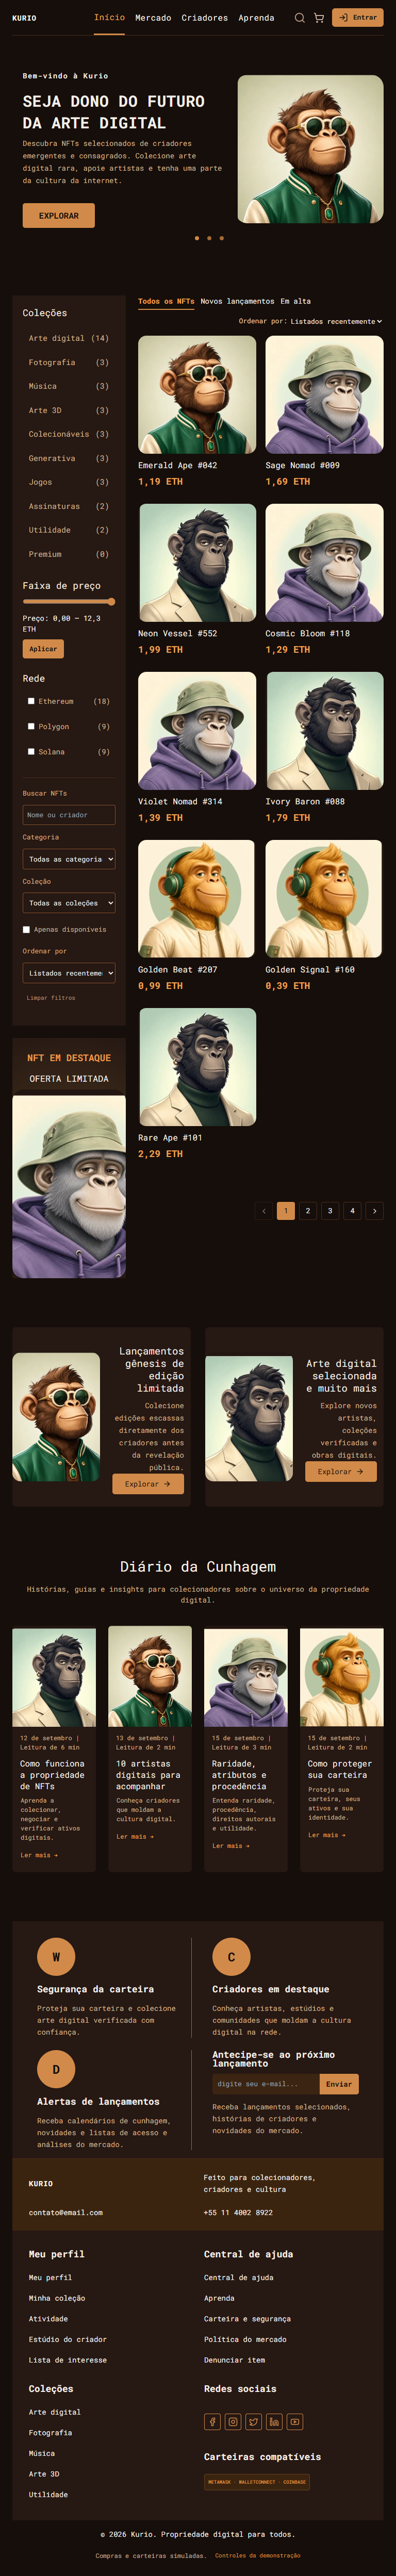 KURIO
Início Mercado Criadores Aprenda
Entrar
Bem-vindo à Kurio
SEJA DONO DO FUTURO
DA ARTE DIGITAL
Descubra NFTs selecionados de criadores
emergentes e consagrados. Colecione arte
digital rara, apoie artistas e tenha uma parte
da cultura da internet.
EXPLORAR
Coleções
Arte digital (14)
Fotografia (3)
Música (3)
Arte 3D (3)
Colecionáveis (3)
Generativa (3)
Jogos (3)
Assinaturas (2)
Utilidade (2)
Premium (0)
Faixa de preço
Preço: 0,00 — 12,3
ETH
Aplicar
Rede
Ethereum (18)
Polygon (9)
Solana (9)
Buscar NFTs
Nome ou criador
Categoria
Todas as categoria
Coleção
Todas as coleções
Apenas disponíveis
Ordenar por
Listados recenteme
Limpar filtros
NFT EM DESTAQUE
OFERTA LIMITADA
Todos os NFTs Novos lançamentos Em alta
Ordenar por: Listados recentemente
Emerald Ape #042
1,19 ETH
Sage Nomad #009
1,69 ETH
Neon Vessel #552
1,99 ETH
Cosmic Bloom #118
1,29 ETH
Violet Nomad #314
1,39 ETH
Ivory Baron #088
1,79 ETH
Golden Beat #207
0,99 ETH
Golden Signal #160
0,39 ETH
Rare Ape #101
2,29 ETH
‹ 1 2 3 4 ›
Lançamentos
gênesis de
edição
limitada
Colecione
edições escassas
diretamente dos
criadores antes
da revelação
pública.
Explorar →
Arte digital
selecionada
e muito mais
Explore novos
artistas,
coleções
verificadas e
obras digitais.
Explorar →
Diário da Cunhagem
Histórias, guias e insights para colecionadores sobre o universo da propriedade
digital.
12 de setembro |
Leitura de 6 min
Como funciona
a propriedade
de NFTs
Aprenda a
colecionar,
negociar e
verificar ativos
digitais.
Ler mais →
13 de setembro |
Leitura de 2 min
10 artistas
digitais para
acompanhar
Conheça criadores
que moldam a
cultura digital.
Ler mais →
15 de setembro |
Leitura de 3 min
Raridade,
atributos e
procedência
Entenda raridade,
procedência,
direitos autorais
e utilidade.
Ler mais →
15 de setembro |
Leitura de 2 min
Como proteger
sua carteira
Proteja sua
carteira, seus
ativos e sua
identidade.
Ler mais →
W
Segurança da carteira
Proteja sua carteira e colecione
arte digital verificada com
confiança.
C
Criadores em destaque
Conheça artistas, estúdios e
comunidades que moldam a cultura
digital na rede.
D
Alertas de lançamentos
Receba calendários de cunhagem,
novidades e listas de acesso e
análises do mercado.
Antecipe-se ao próximo
lançamento
digite seu e-mail...
Enviar
Receba lançamentos selecionados,
histórias de criadores e
novidades do mercado.
KURIO
Feito para colecionadores,
criadores e cultura
contato@email.com
+55 11 4002 8922
Meu perfil
Meu perfil
Minha coleção
Atividade
Estúdio do criador
Lista de interesse
Central de ajuda
Central de ajuda
Aprenda
Carteira e segurança
Política do mercado
Denunciar item
Coleções
Arte digital
Fotografia
Música
Arte 3D
Utilidade
Redes sociais
Carteiras compatíveis
METAMASK · WALLETCONNECT · COINBASE
© 2026 Kurio. Propriedade digital para todos.
Compras e carteiras simuladas. Controles da demonstração